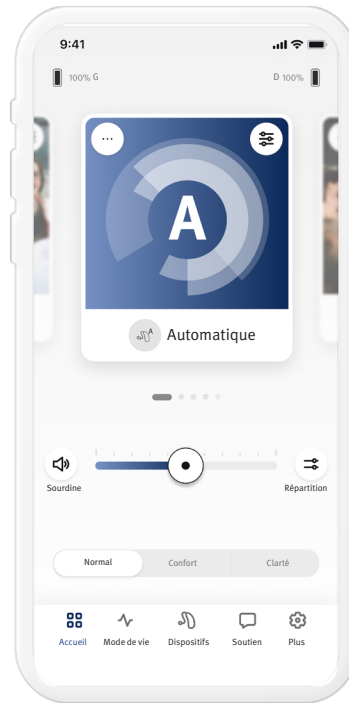 9:41
100% G
D 100%
A
A
Automatique
Sourdine
Répartition
Normal
Confort
Clarté
Accueil
Mode de vie
Dispositifs
Soutien
Plus